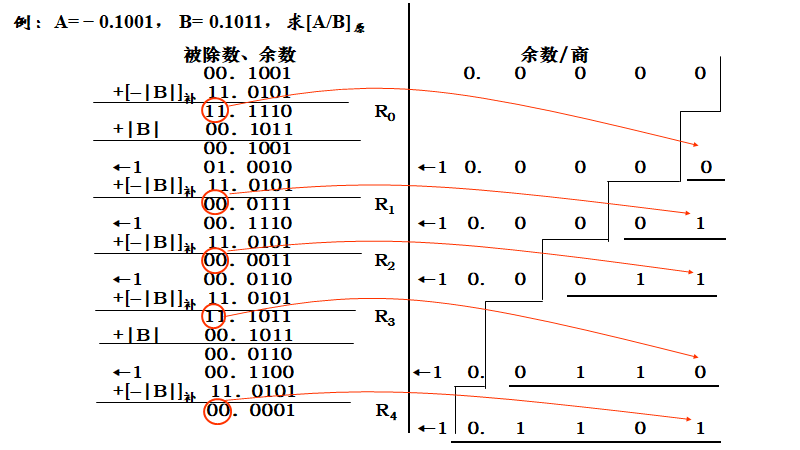 例：A=－0.1001， B= 0.1011，求[A/B]原
被除数、余数 余数/商
00．1001 0. 0 0 0 0
+[−|B|]补 11．0101
11．1110 R0
+|B| 00．1011
00．1001
←1 01．0010 ←1 0. 0 0 0 0
+[−|B|]补 11．0101
00．0111 R1
←1 00．1110 ←1 0. 0 0 0 1
+[−|B|]补 11．0101
00．0011 R2
←1 00．0110 ←1 0. 0 0 1 1
+[−|B|]补 11．0101
11．1011 R3
+|B| 00．1011
00．0110
←1 00．1100 ←1 0. 0 1 1 0
+[−|B|]补 11．0101
00．0001 R4
←1 0. 1 1 0 1